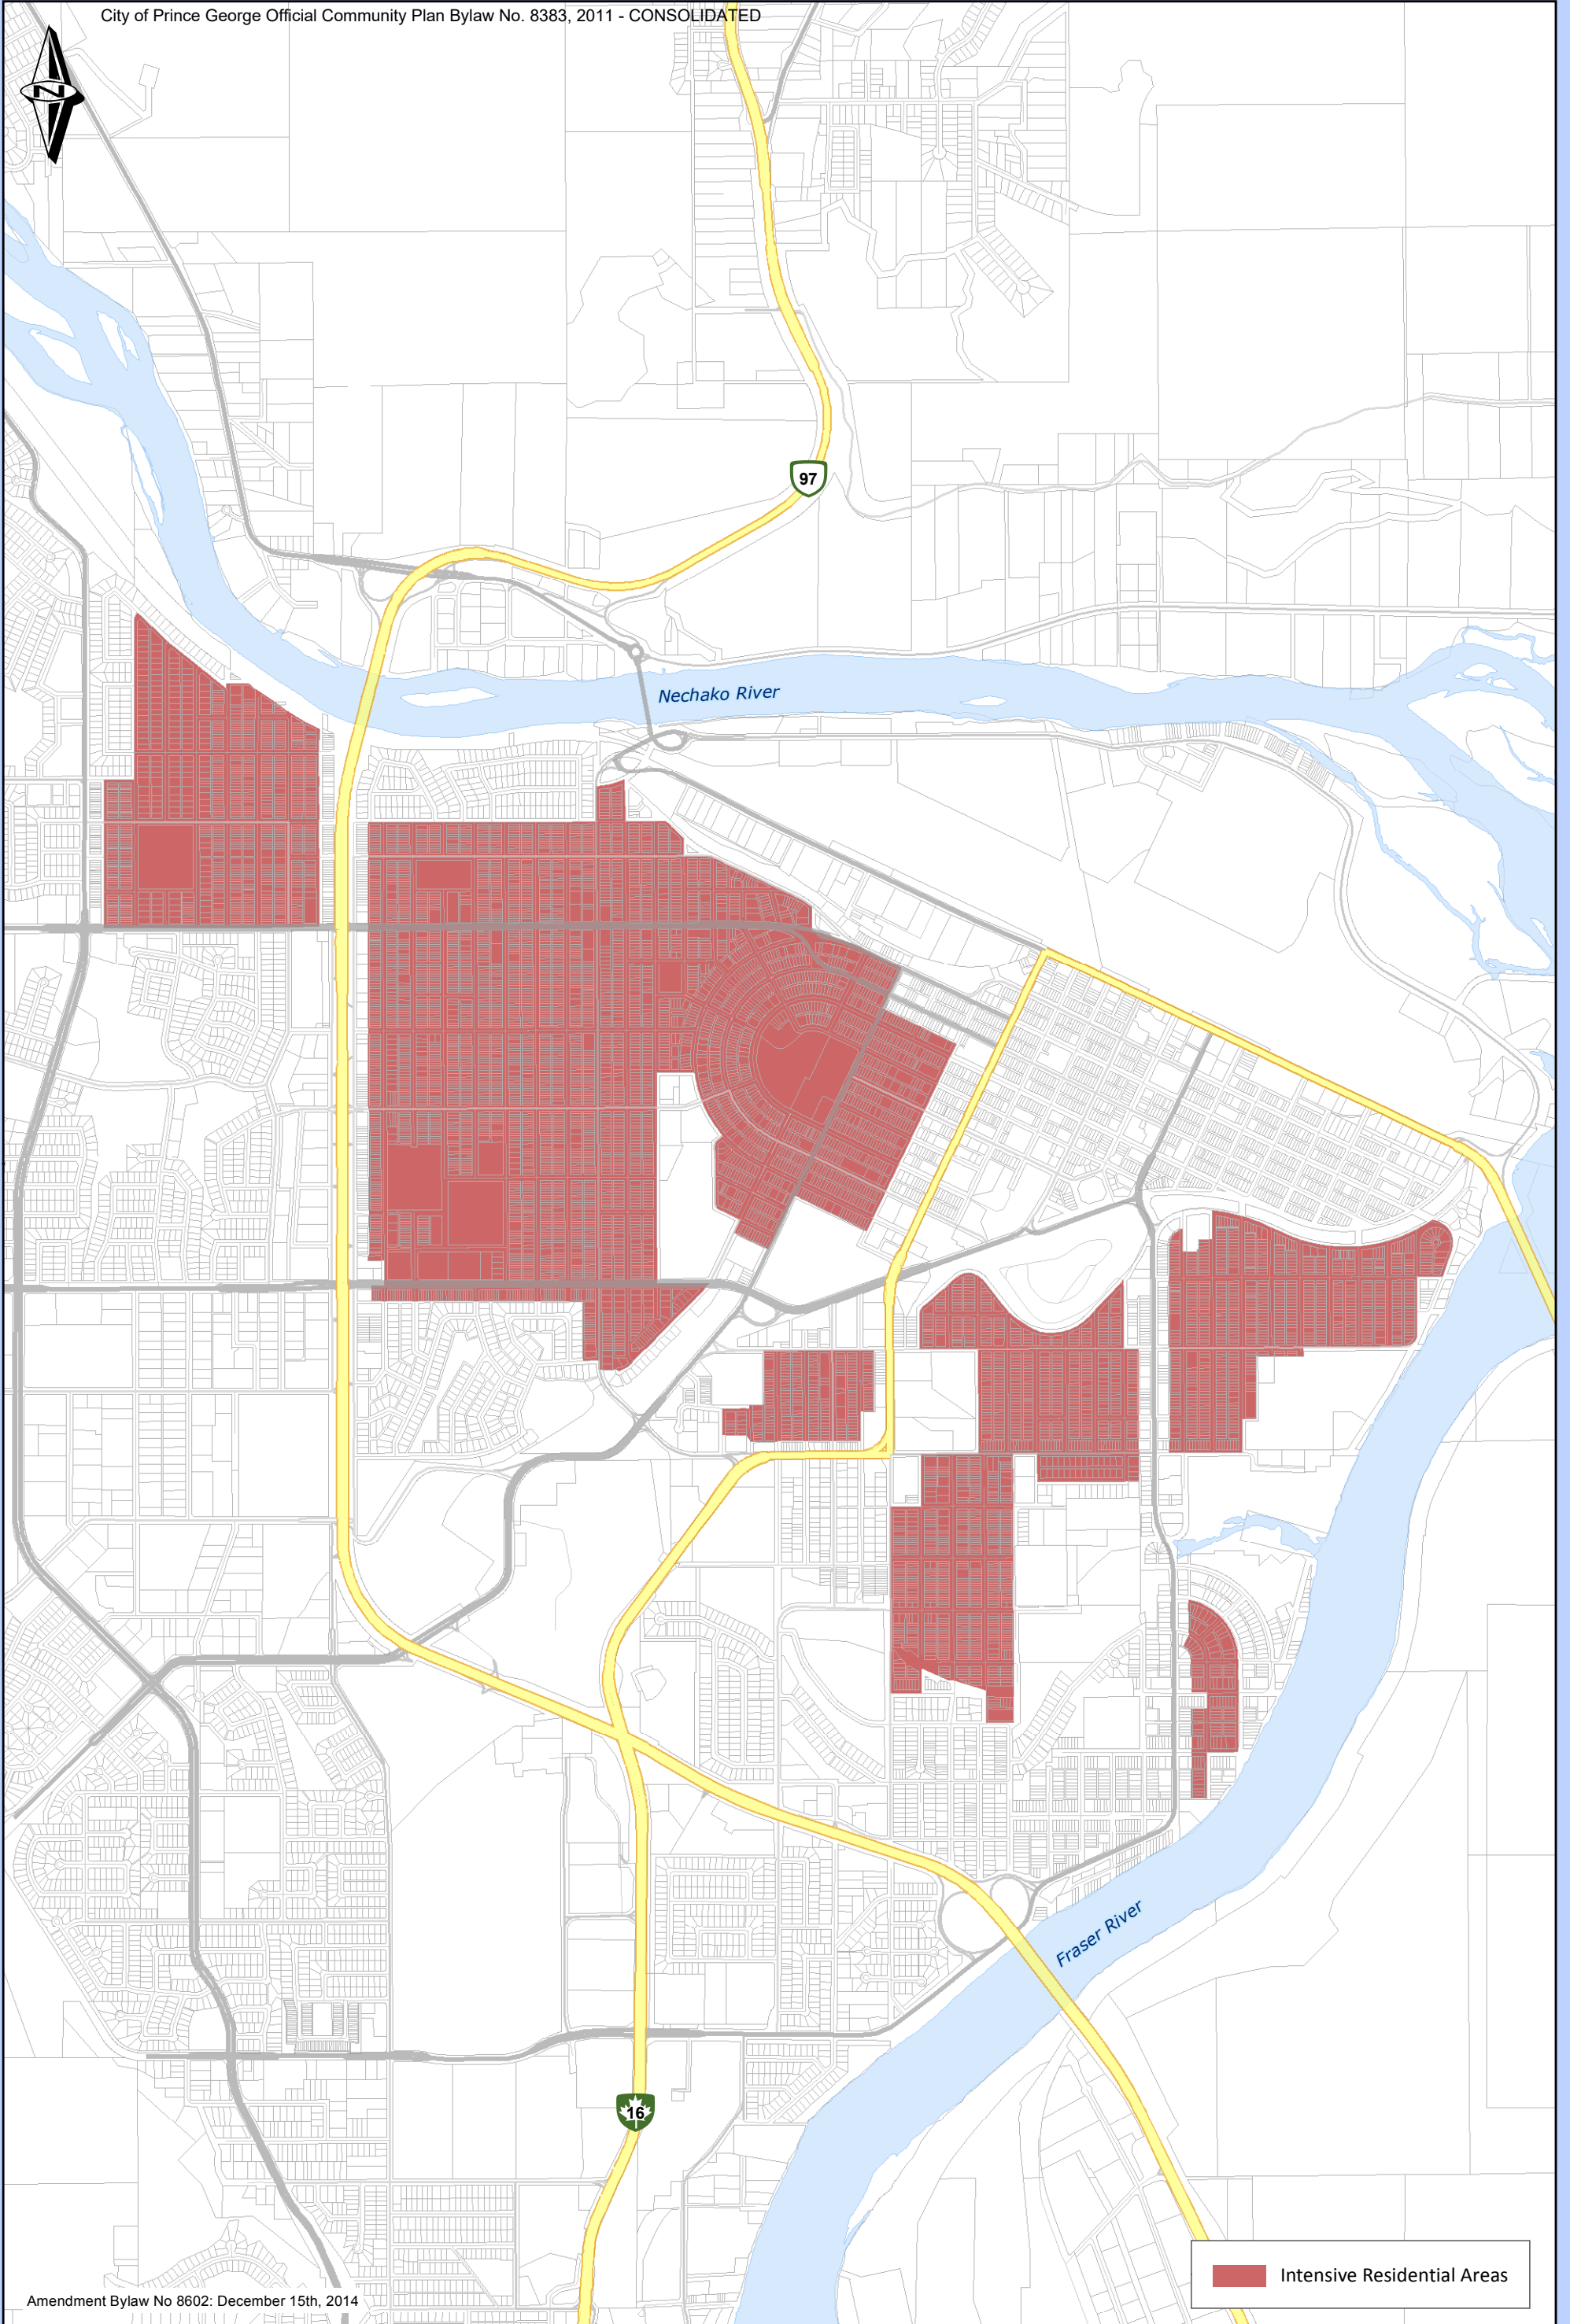 City of Prince George Official Community Plan Bylaw No. 8383, 2011 - CONSOLIDATED
N
97
Nechako River
Fraser River
16
Intensive Residential Areas
Amendment Bylaw No 8602: December 15th, 2014